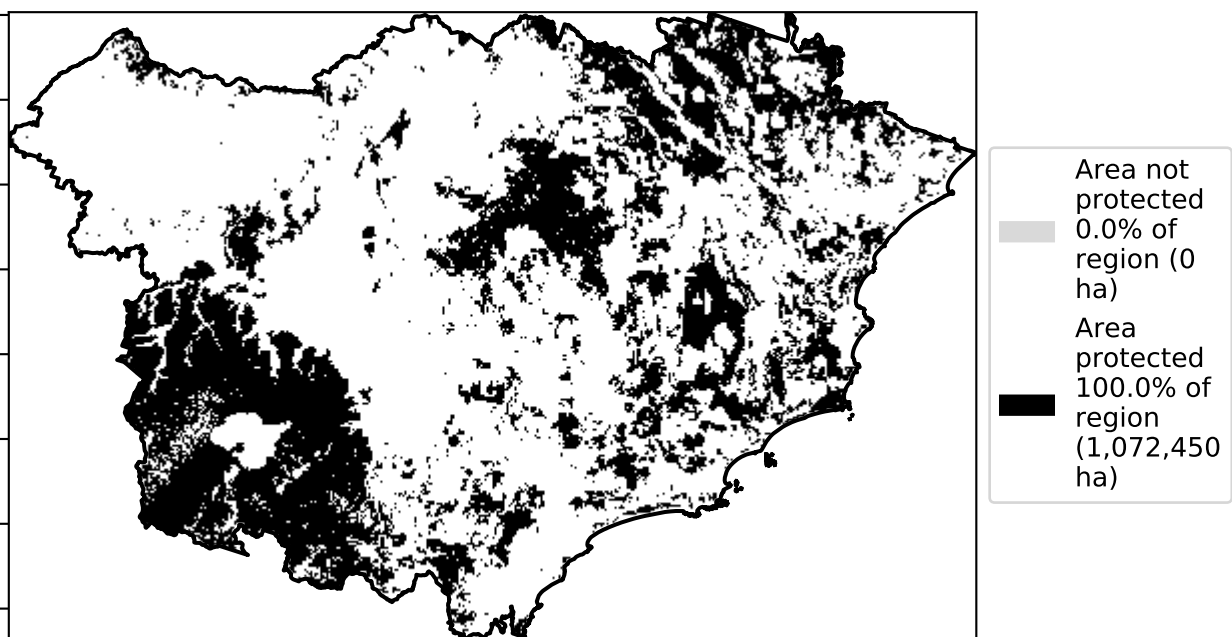 Area not
protected
0.0% of
region (0
ha)
Area
protected
100.0% of
region
(1,072,450
ha)